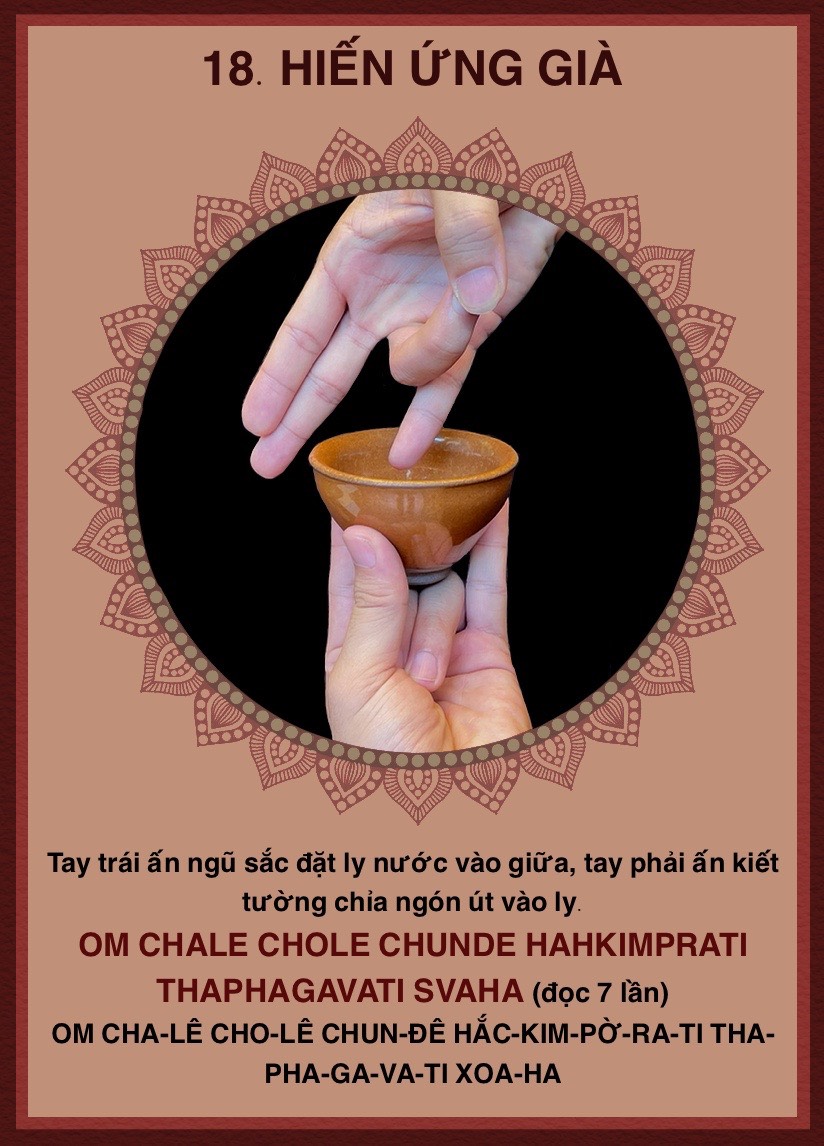 18. HIẾN ỨNG GIÀ
Tay trái ấn ngũ sắc đặt ly nước vào giữa, tay phải ấn kiết
tường chỉa ngón út vào ly.
OM CHALE CHOLE CHUNDE HAHKIMPRATI
THAPHAGAVATI SVAHA (đọc 7 lần)
OM CHA-LÊ CHO-LÊ CHUN-ĐÊ HẮC-KIM-PỜ-RA-TI THA-
PHA-GA-VA-TI XOA-HA